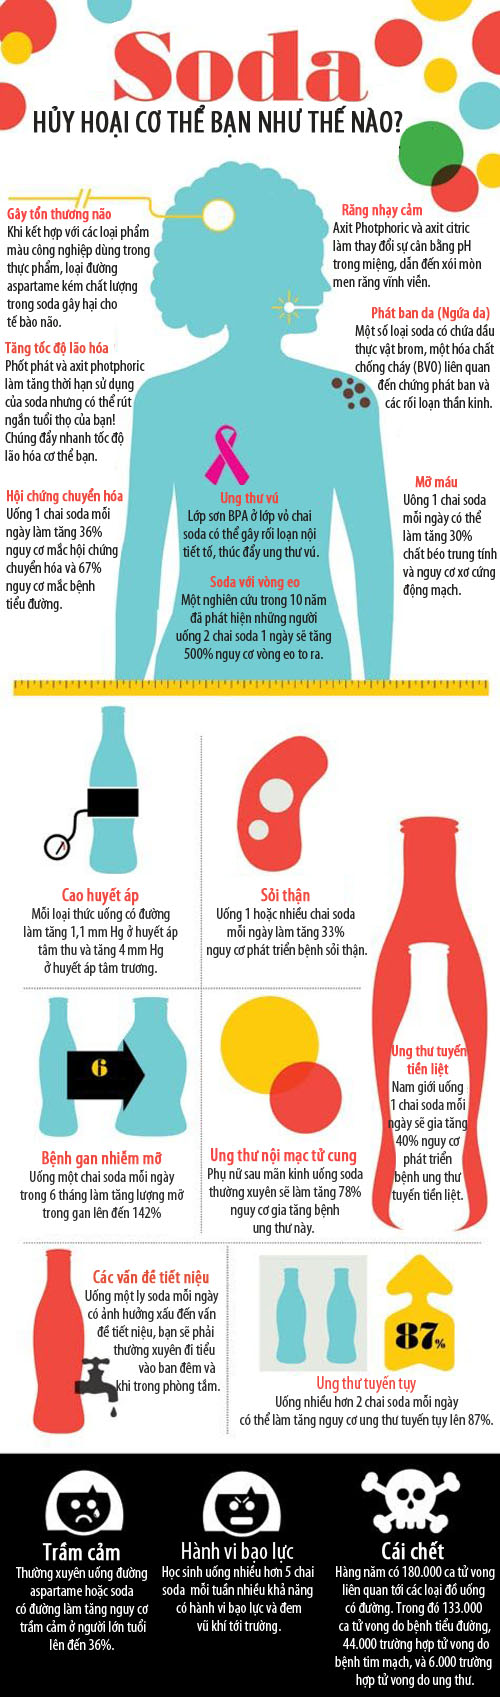 Soda
HỦY HOẠI CƠ THỂ BẠN NHƯ THẾ NÀO?
Gây tổn thương não
Khi kết hợp với các loại phẩm
màu công nghiệp dùng trong
thực phẩm, loại đường
aspartame kém chất lượng
trong soda gây hại cho
tế bào não.
Răng nhạy cảm
Axit Photphoric và axit citric
làm thay đổi sự cân bằng pH
trong miệng, dẫn đến xói mòn
men răng vĩnh viễn.
Tăng tốc độ lão hóa
Phốt phát và axit photphoric
làm tăng thời hạn sử dụng
của soda nhưng có thể rút
ngắn tuổi thọ của bạn!
Chúng đẩy nhanh tốc độ
lão hóa cơ thể bạn.
Phát ban da (Ngứa da)
Một số loại soda có chứa dầu
thực vật brom, một hóa chất
chống cháy (BVO) liên quan
đến chứng phát ban và
các rối loạn thần kinh.
Hội chứng chuyển hóa
Uống 1 chai soda mỗi
ngày làm tăng 36%
nguy cơ mắc hội chứng
chuyển hóa và 67%
nguy cơ mắc bệnh
tiểu đường.
Ung thư vú
Lớp sơn BPA ở lớp vỏ chai
soda có thể gây rối loạn nội
tiết tố, thúc đẩy ung thư vú.
Soda với vòng eo
Một nghiên cứu trong 10 năm
đã phát hiện những người
uống 2 chai soda 1 ngày sẽ tăng
500% nguy cơ vòng eo to ra.
Mỡ máu
Uông 1 chai soda
mỗi ngày có thể
làm tăng 30%
chất béo trung tính
và nguy cơ xơ cứng
động mạch.
Cao huyết áp
Mỗi loại thức uống có đường
làm tăng 1,1 mm Hg ở huyết áp
tâm thu và tăng 4 mm Hg
ở huyết áp tâm trương.
Sỏi thận
Uống 1 hoặc nhiều chai soda
mỗi ngày làm tăng 33%
nguy cơ phát triển bệnh sỏi thận.
Ung thư tuyến
tiền liệt
Nam giới uống
1 chai soda mỗi
ngày sẽ gia tăng
40% nguy cơ
phát triển
bệnh ung thư
tuyến tiền liệt.
6
Bệnh gan nhiễm mỡ
Uống một chai soda mỗi ngày
trong 6 tháng làm tăng lượng mỡ
trong gan lên đến 142%
Ung thư nội mạc tử cung
Phụ nữ sau mãn kinh uống soda
thường xuyên sẽ làm tăng 78%
nguy cơ gia tăng bệnh
ung thư này.
Các vấn đề tiết niệu
Uống một ly soda mỗi ngày
có ảnh hưởng xấu đến vấn
đề tiết niệu, bạn sẽ phải
thường xuyên đi tiểu
vào ban đêm và
khi trong phòng tắm.
87%
Ung thư tuyến tụy
Uống nhiều hơn 2 chai soda mỗi ngày
có thể làm tăng nguy cơ ung thư tuyến tụy lên 87%.
Trầm cảm
Thường xuyên uống đường
aspartame hoặc soda
có đường làm tăng nguy cơ
trầm cảm ở người lớn tuổi
lên đến 36%.
Hành vi bạo lực
Học sinh uống nhiều hơn 5 chai
soda mỗi tuần nhiều khả năng
có hành vi bạo lực và đem
vũ khí tới trường.
Cái chết
Hàng năm có 180.000 ca tử vong
liên quan tới các loại đồ uống
có đường. Trong đó 133.000
ca tử vong do bệnh tiểu đường,
44.000 trường hợp tử vong do
bệnh tim mạch, và 6.000 trường
hợp tử vong do ung thư.